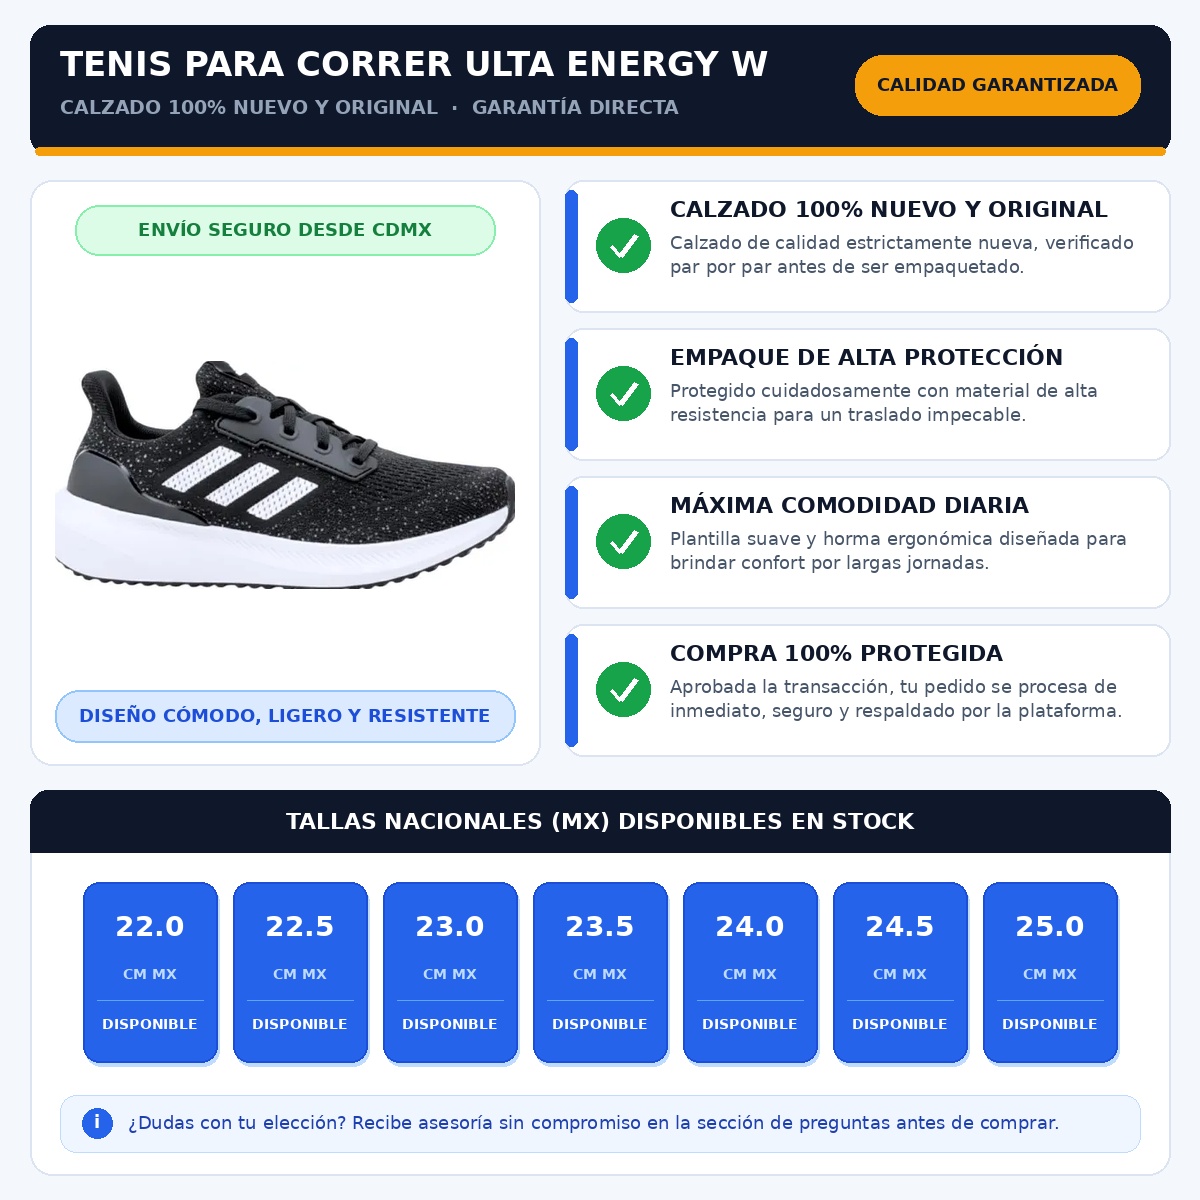 TENIS PARA CORRER ULTA ENERGY W
CALZADO 100% NUEVO Y ORIGINAL · GARANTÍA DIRECTA
CALIDAD GARANTIZADA
ENVÍO SEGURO DESDE CDMX
DISEÑO CÓMODO, LIGERO Y RESISTENTE
CALZADO 100% NUEVO Y ORIGINAL
Calzado de calidad estrictamente nueva, verificado
par por par antes de ser empaquetado.
EMPAQUE DE ALTA PROTECCIÓN
Protegido cuidadosamente con material de alta
resistencia para un traslado impecable.
MÁXIMA COMODIDAD DIARIA
Plantilla suave y horma ergonómica diseñada para
brindar confort por largas jornadas.
COMPRA 100% PROTEGIDA
Aprobada la transacción, tu pedido se procesa de
inmediato, seguro y respaldado por la plataforma.
TALLAS NACIONALES (MX) DISPONIBLES EN STOCK
22.0
CM MX
DISPONIBLE
22.5
CM MX
DISPONIBLE
23.0
CM MX
DISPONIBLE
23.5
CM MX
DISPONIBLE
24.0
CM MX
DISPONIBLE
24.5
CM MX
DISPONIBLE
25.0
CM MX
DISPONIBLE
i ¿Dudas con tu elección? Recibe asesoría sin compromiso en la sección de preguntas antes de comprar.